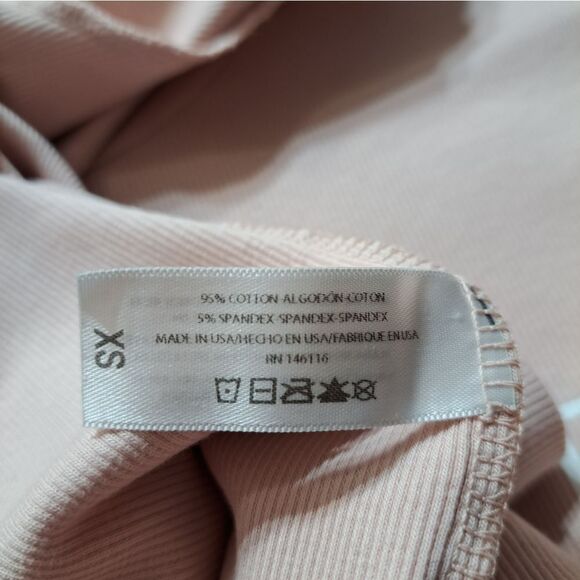 95% COTTON-ALGODÓN-COTON
5% SPANDEX-SPANDEX-SPANDEX
MADE IN USA/HECHO EN USA/FABRIQUE EN USA
RN 146116
XS